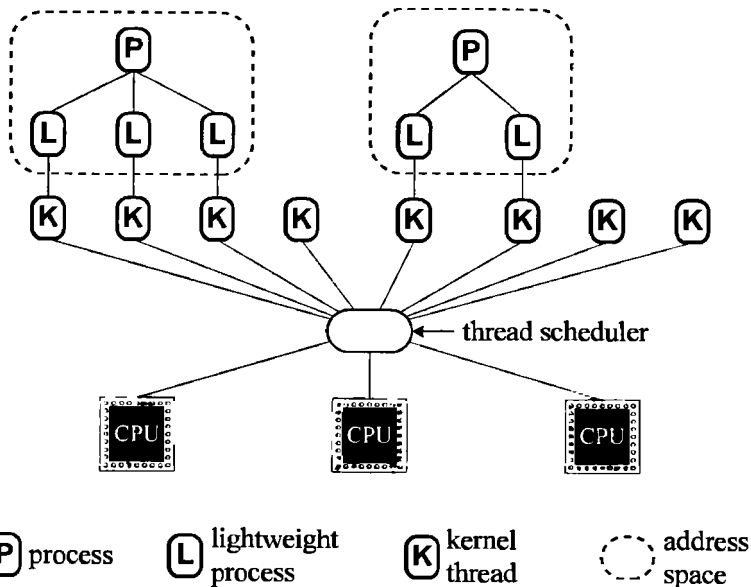 P P
L L L L L
K K K K K K K K
thread scheduler
CPU CPU CPU
P process
L lightweight
process
K kernel
thread
address
space